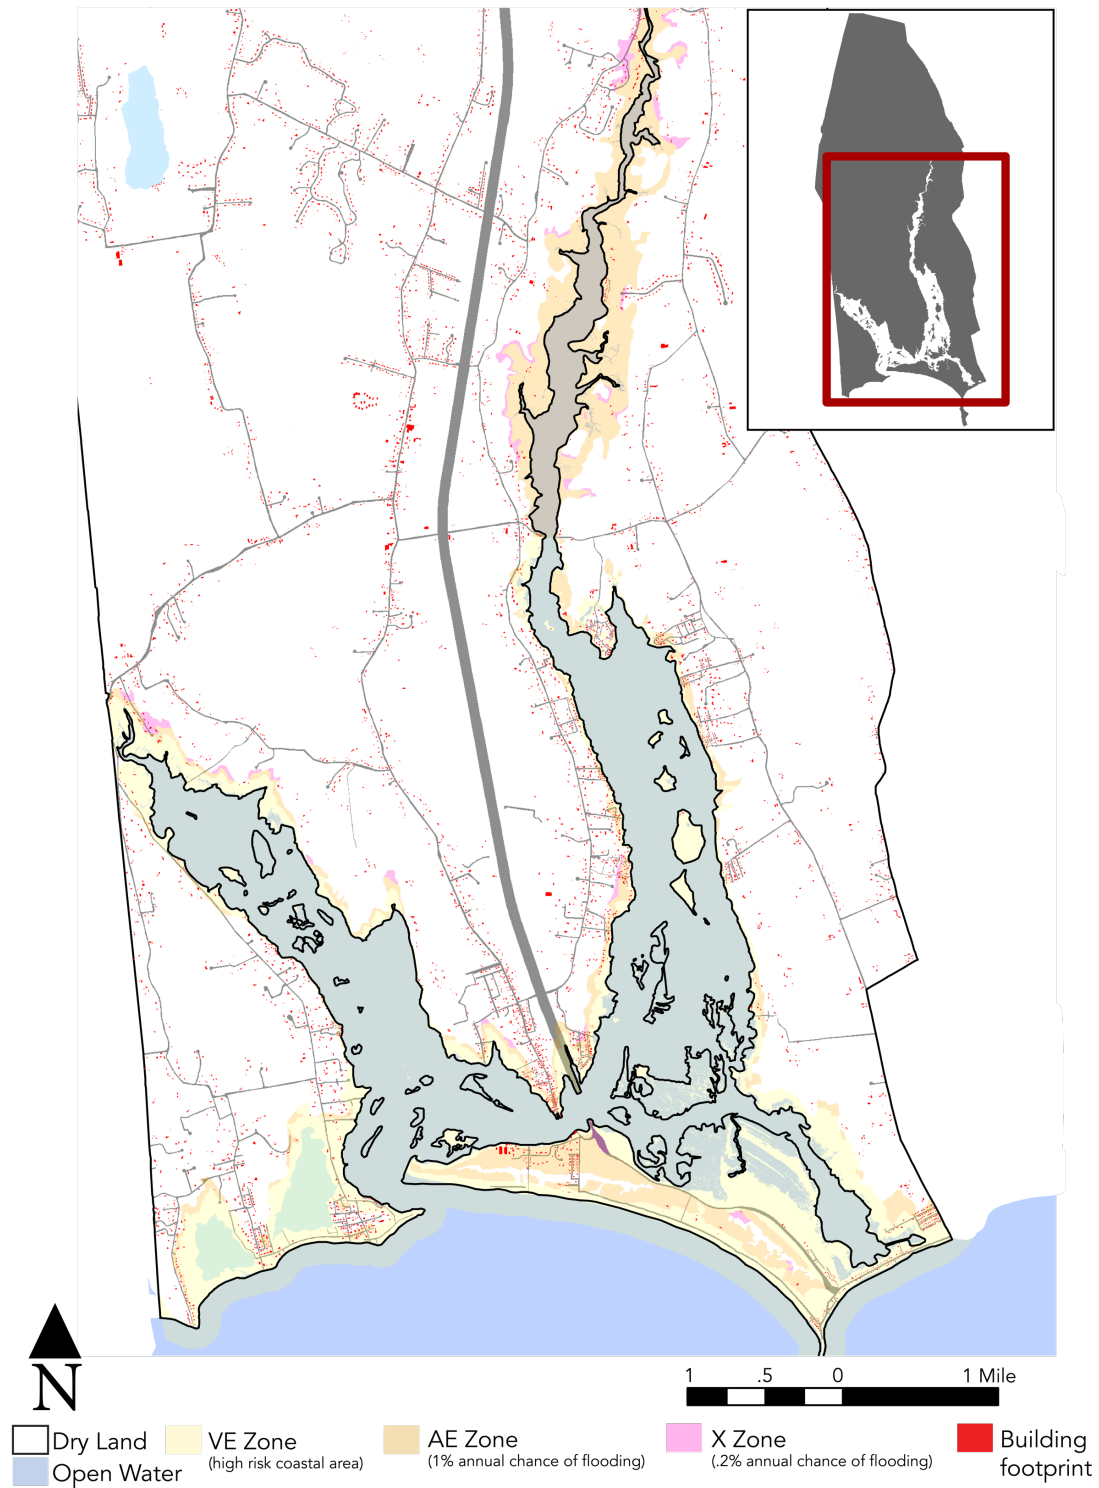 N
1 .5 0 1 Mile
Dry Land
Open Water
VE Zone
(high risk coastal area)
AE Zone
(1% annual chance of flooding)
X Zone
(.2% annual chance of flooding)
Building
footprint